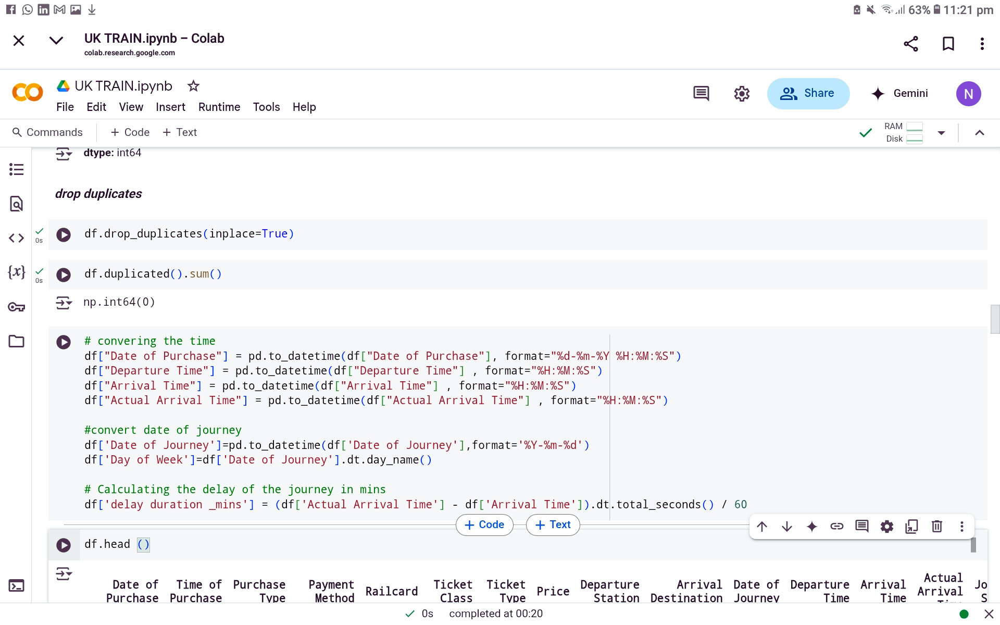 63% 11:21 pm
UK TRAIN.ipynb – Colab
colab.research.google.com
UK TRAIN.ipynb
File Edit View Insert Runtime Tools Help
Share
Gemini
N
Commands + Code + Text
RAM
Disk
dtype: int64
drop duplicates
0s
df.drop_duplicates(inplace=True)
0s
df.duplicated().sum()
np.int64(0)
# convering the time
df["Date of Purchase"] = pd.to_datetime(df["Date of Purchase"], format="%d-%m-%Y %H:%M:%S")
df["Departure Time"] = pd.to_datetime(df["Departure Time"] , format="%H:%M:%S")
df["Arrival Time"] = pd.to_datetime(df["Arrival Time"] , format="%H:%M:%S")
df["Actual Arrival Time"] = pd.to_datetime(df["Actual Arrival Time"] , format="%H:%M:%S")
#convert date of journey
df['Date of Journey']=pd.to_datetime(df['Date of Journey'],format='%Y-%m-%d')
df['Day of Week']=df['Date of Journey'].dt.day_name()
# Calculating the delay of the journey in mins
df['delay duration _mins'] = (df['Actual Arrival Time'] - df['Arrival Time']).dt.total_seconds() / 60
+ Code + Text
df.head ()
Date of Purchase
Time of Purchase
Purchase Type
Payment Method
Railcard
Ticket Class
Ticket Type
Price
Departure Station
Arrival Destination
Date of Journey
Departure Time
Arrival Time
Actual Arrival
Jo
S
0s completed at 00:20